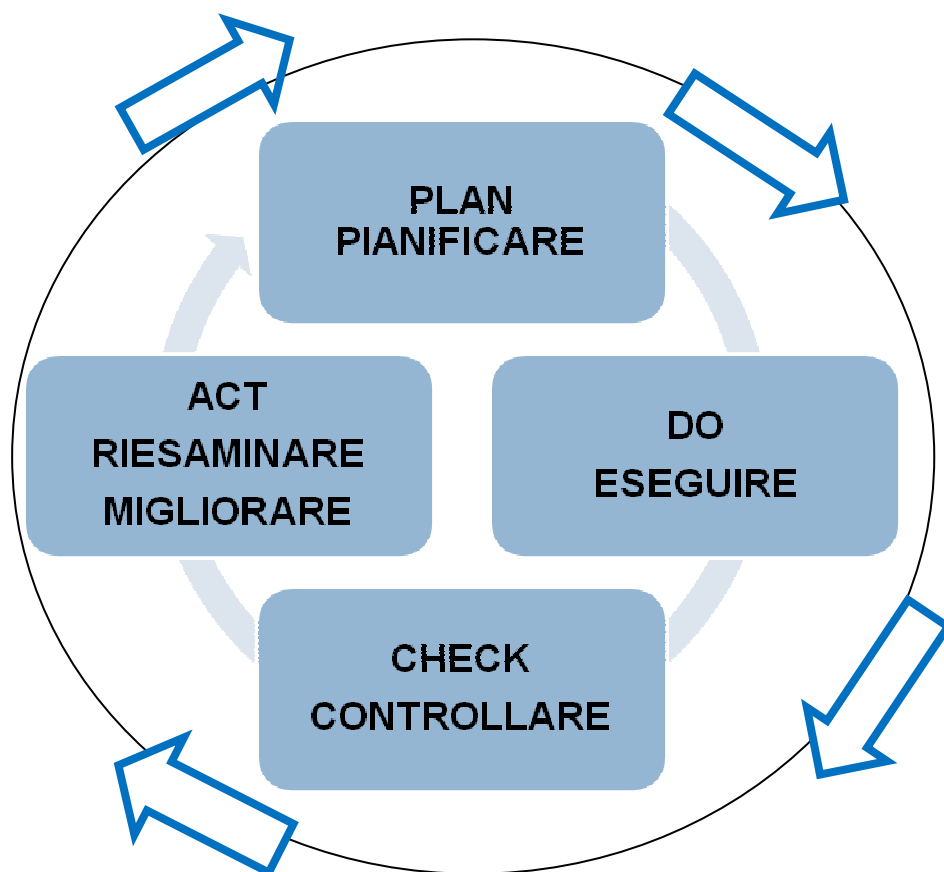 PLAN
PIANIFICARE
ACT
RIESAMINARE
MIGLIORARE
DO
ESEGUIRE
CHECK
CONTROLLARE